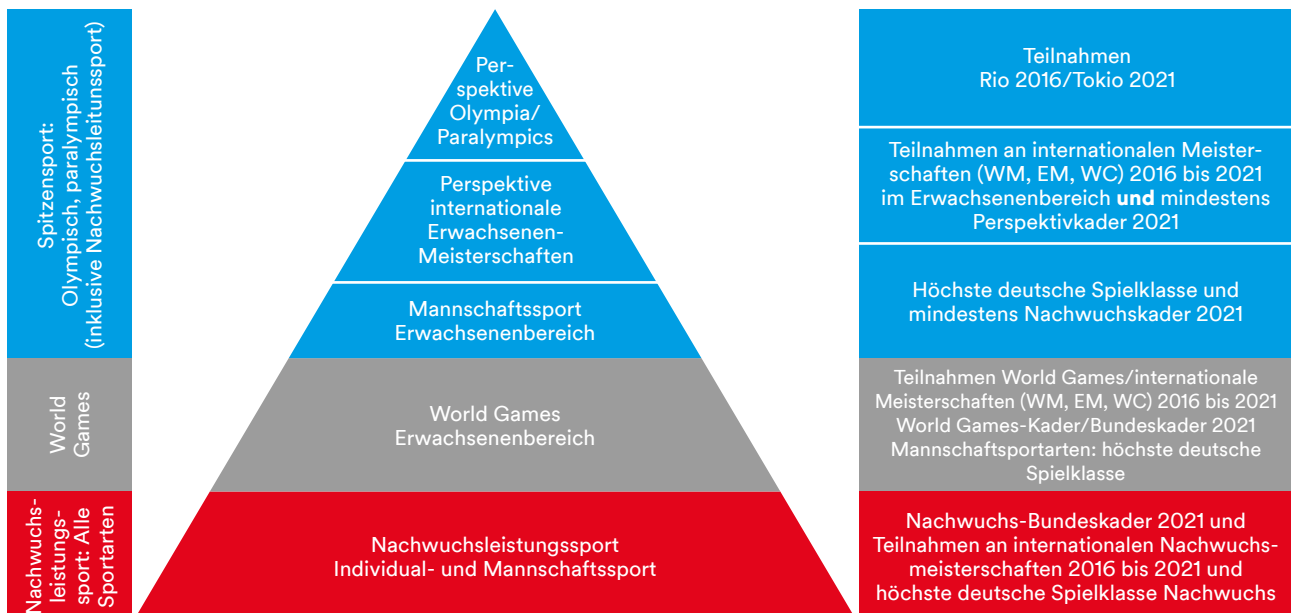 Spitzensport:
Olympisch, paralympisch
(inklusive Nachwuchsleitunssport)
Per-
spektive
Olympia/
Paralympics
Teilnahmen
Rio 2016/Tokio 2021
Perspektive
internationale
Erwachsenen-
Meisterschaften
Teilnahmen an internationalen Meister-
schaften (WM, EM, WC) 2016 bis 2021
im Erwachsenenbereich und mindestens
Perspektivkader 2021
Mannschaftssport
Erwachsenenbereich
Höchste deutsche Spielklasse und
mindestens Nachwuchskader 2021
World
Games
World Games
Erwachsenenbereich
Teilnahmen World Games/internationale
Meisterschaften (WM, EM, WC) 2016 bis 2021
World Games-Kader/Bundeskader 2021
Mannschaftsportarten: höchste deutsche
Spielklasse
Nachwuchs-
leistungs-
sport: Alle
Sportarten
Nachwuchsleistungssport
Individual- und Mannschaftssport
Nachwuchs-Bundeskader 2021 und
Teilnahmen an internationalen Nachwuchs-
meisterschaften 2016 bis 2021 und
höchste deutsche Spielklasse Nachwuchs